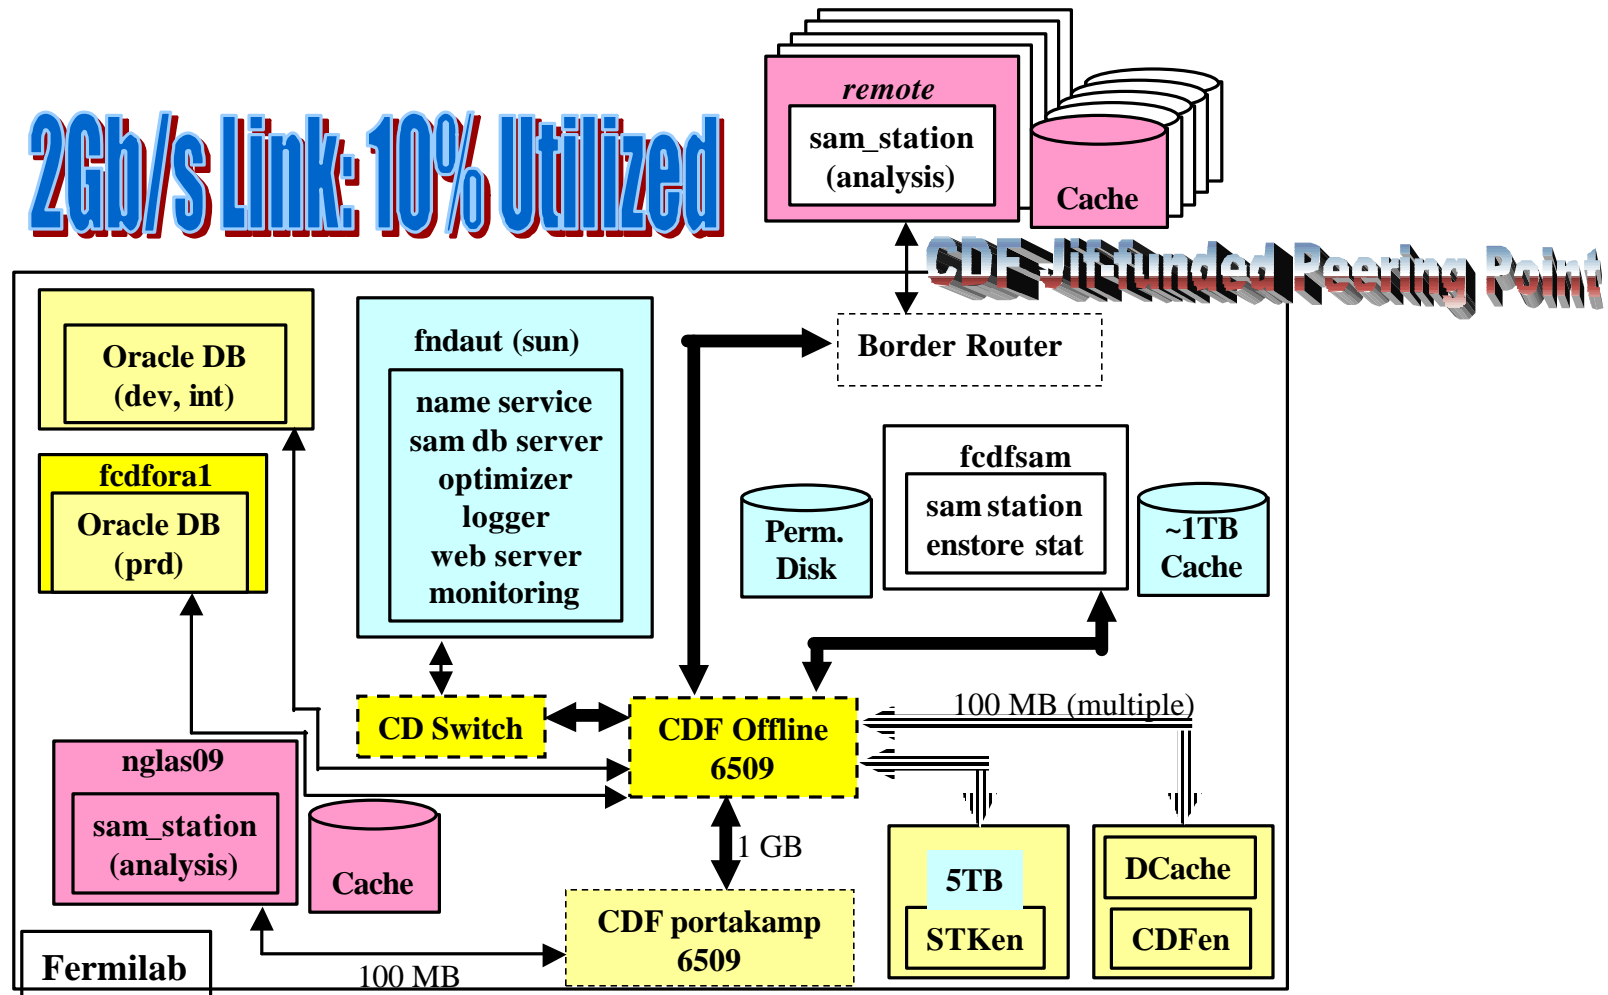 remote
sam_station
(analysis)
Cache
2Gb/s Link: 10% Utilized
CDF Jif-funded Peering Point
Border Router
Oracle DB
(dev, int)
fndaut (sun)
name service
sam db server
optimizer
logger
web server
monitoring
fcdfora1
Oracle DB
(prd)
fcdfsam
sam station
enstore stat
Perm.
Disk
~1TB
Cache
CD Switch
CDF Offline
6509
100 MB (multiple)
nglas09
sam_station
(analysis)
Cache
1 GB
CDF portakamp
6509
100 MB
5TB
STKen
DCache
CDFen
Fermilab